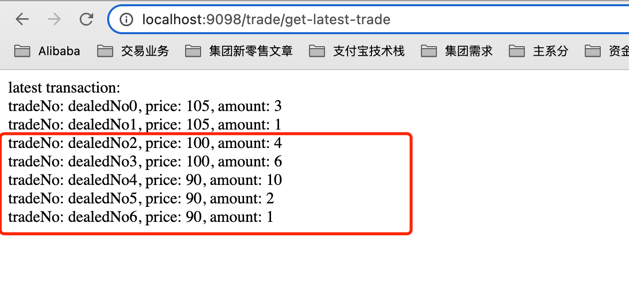 localhost:9098/trade/get-latest-trade
Alibaba 交易业务 集团新零售文章 支付宝技术栈 集团需求 主系分 资金
latest transaction:
tradeNo: dealedNo0, price: 105, amount: 3
tradeNo: dealedNo1, price: 105, amount: 1
tradeNo: dealedNo2, price: 100, amount: 4
tradeNo: dealedNo3, price: 100, amount: 6
tradeNo: dealedNo4, price: 90, amount: 10
tradeNo: dealedNo5, price: 90, amount: 2
tradeNo: dealedNo6, price: 90, amount: 1